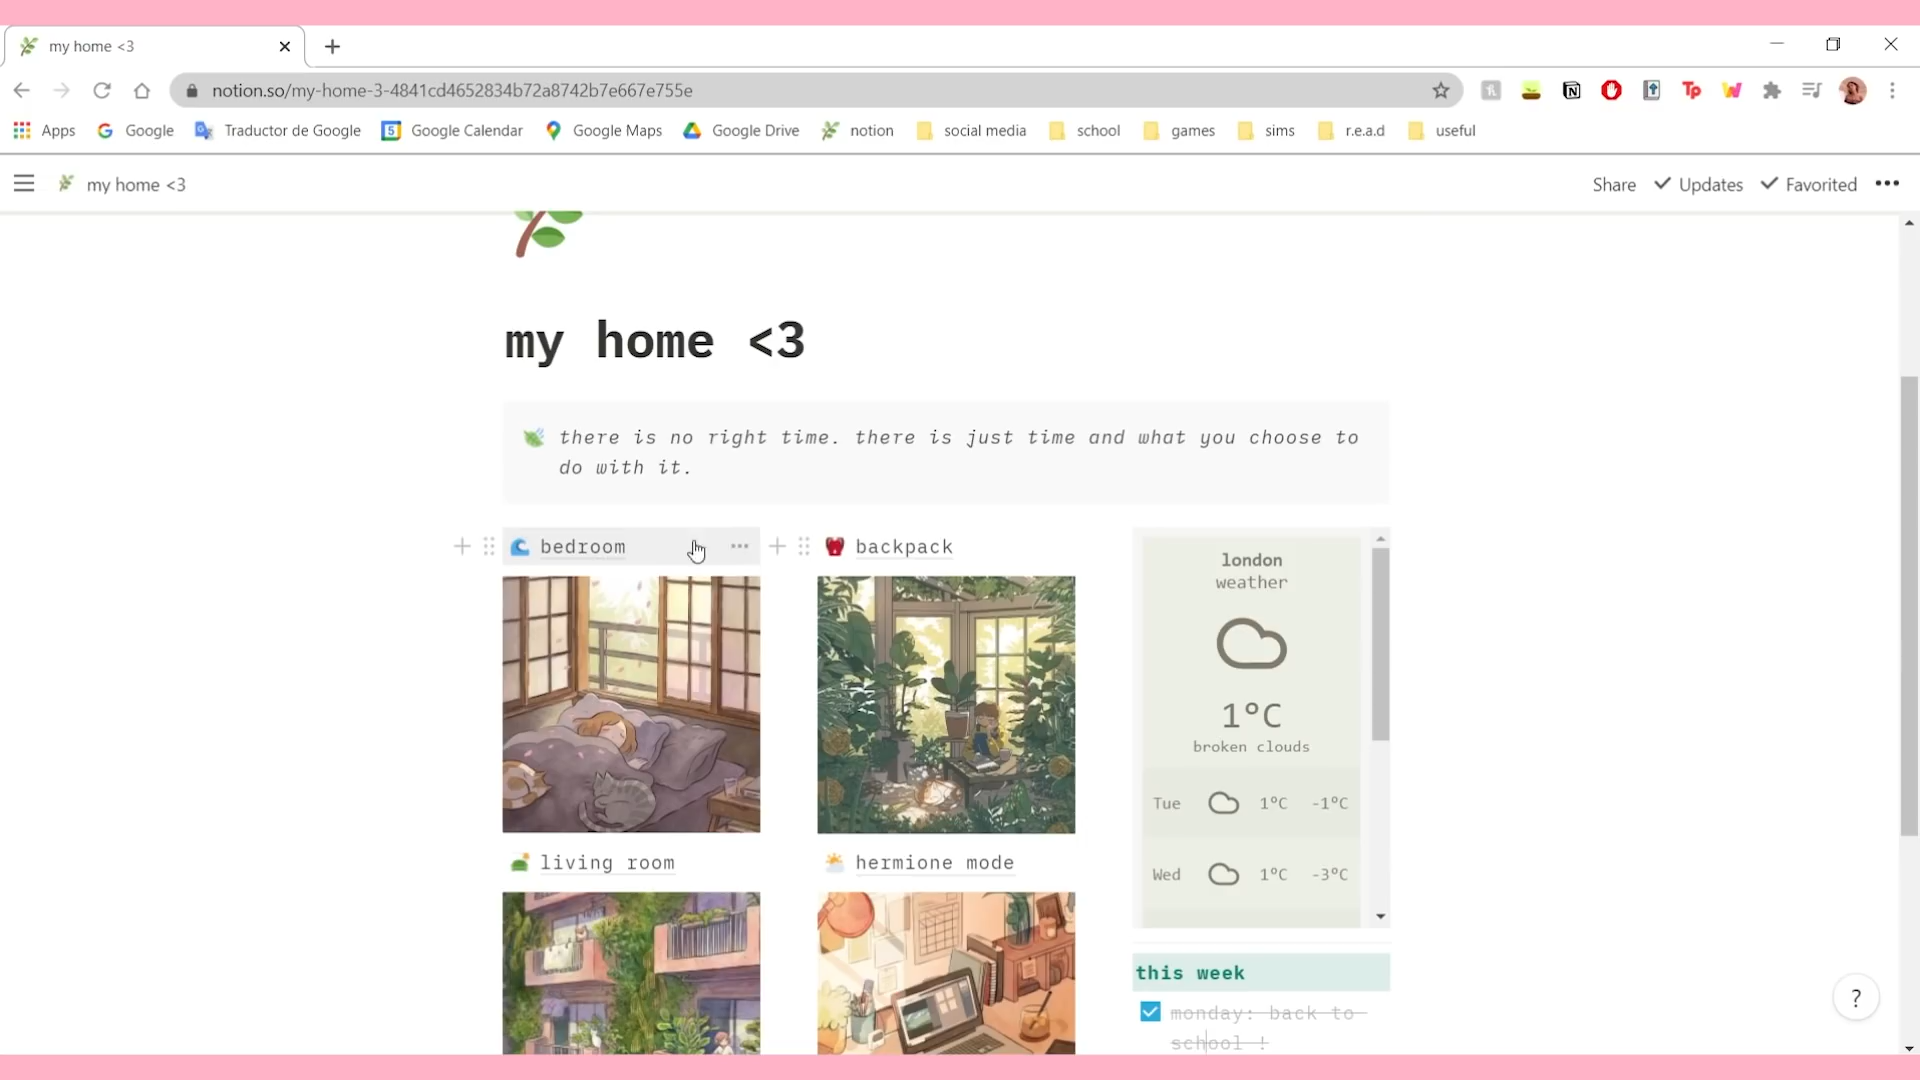 my home <3
notion.so/my-home-3-4841cd4652834b72a8742b7e667e755e
Apps Google Traductor de Google 5 Google Calendar Google Maps Google Drive notion social media school games sims r.e.a.d useful
my home <3 Share Updates Favorited
my home <3
there is no right time. there is just time and what you choose to
do with it.
bedroom
backpack
london
weather
1°C
broken clouds
Tue 1°C -1°C
Wed 1°C -3°C
living room
hermione mode
this week
monday: back to
school !
?